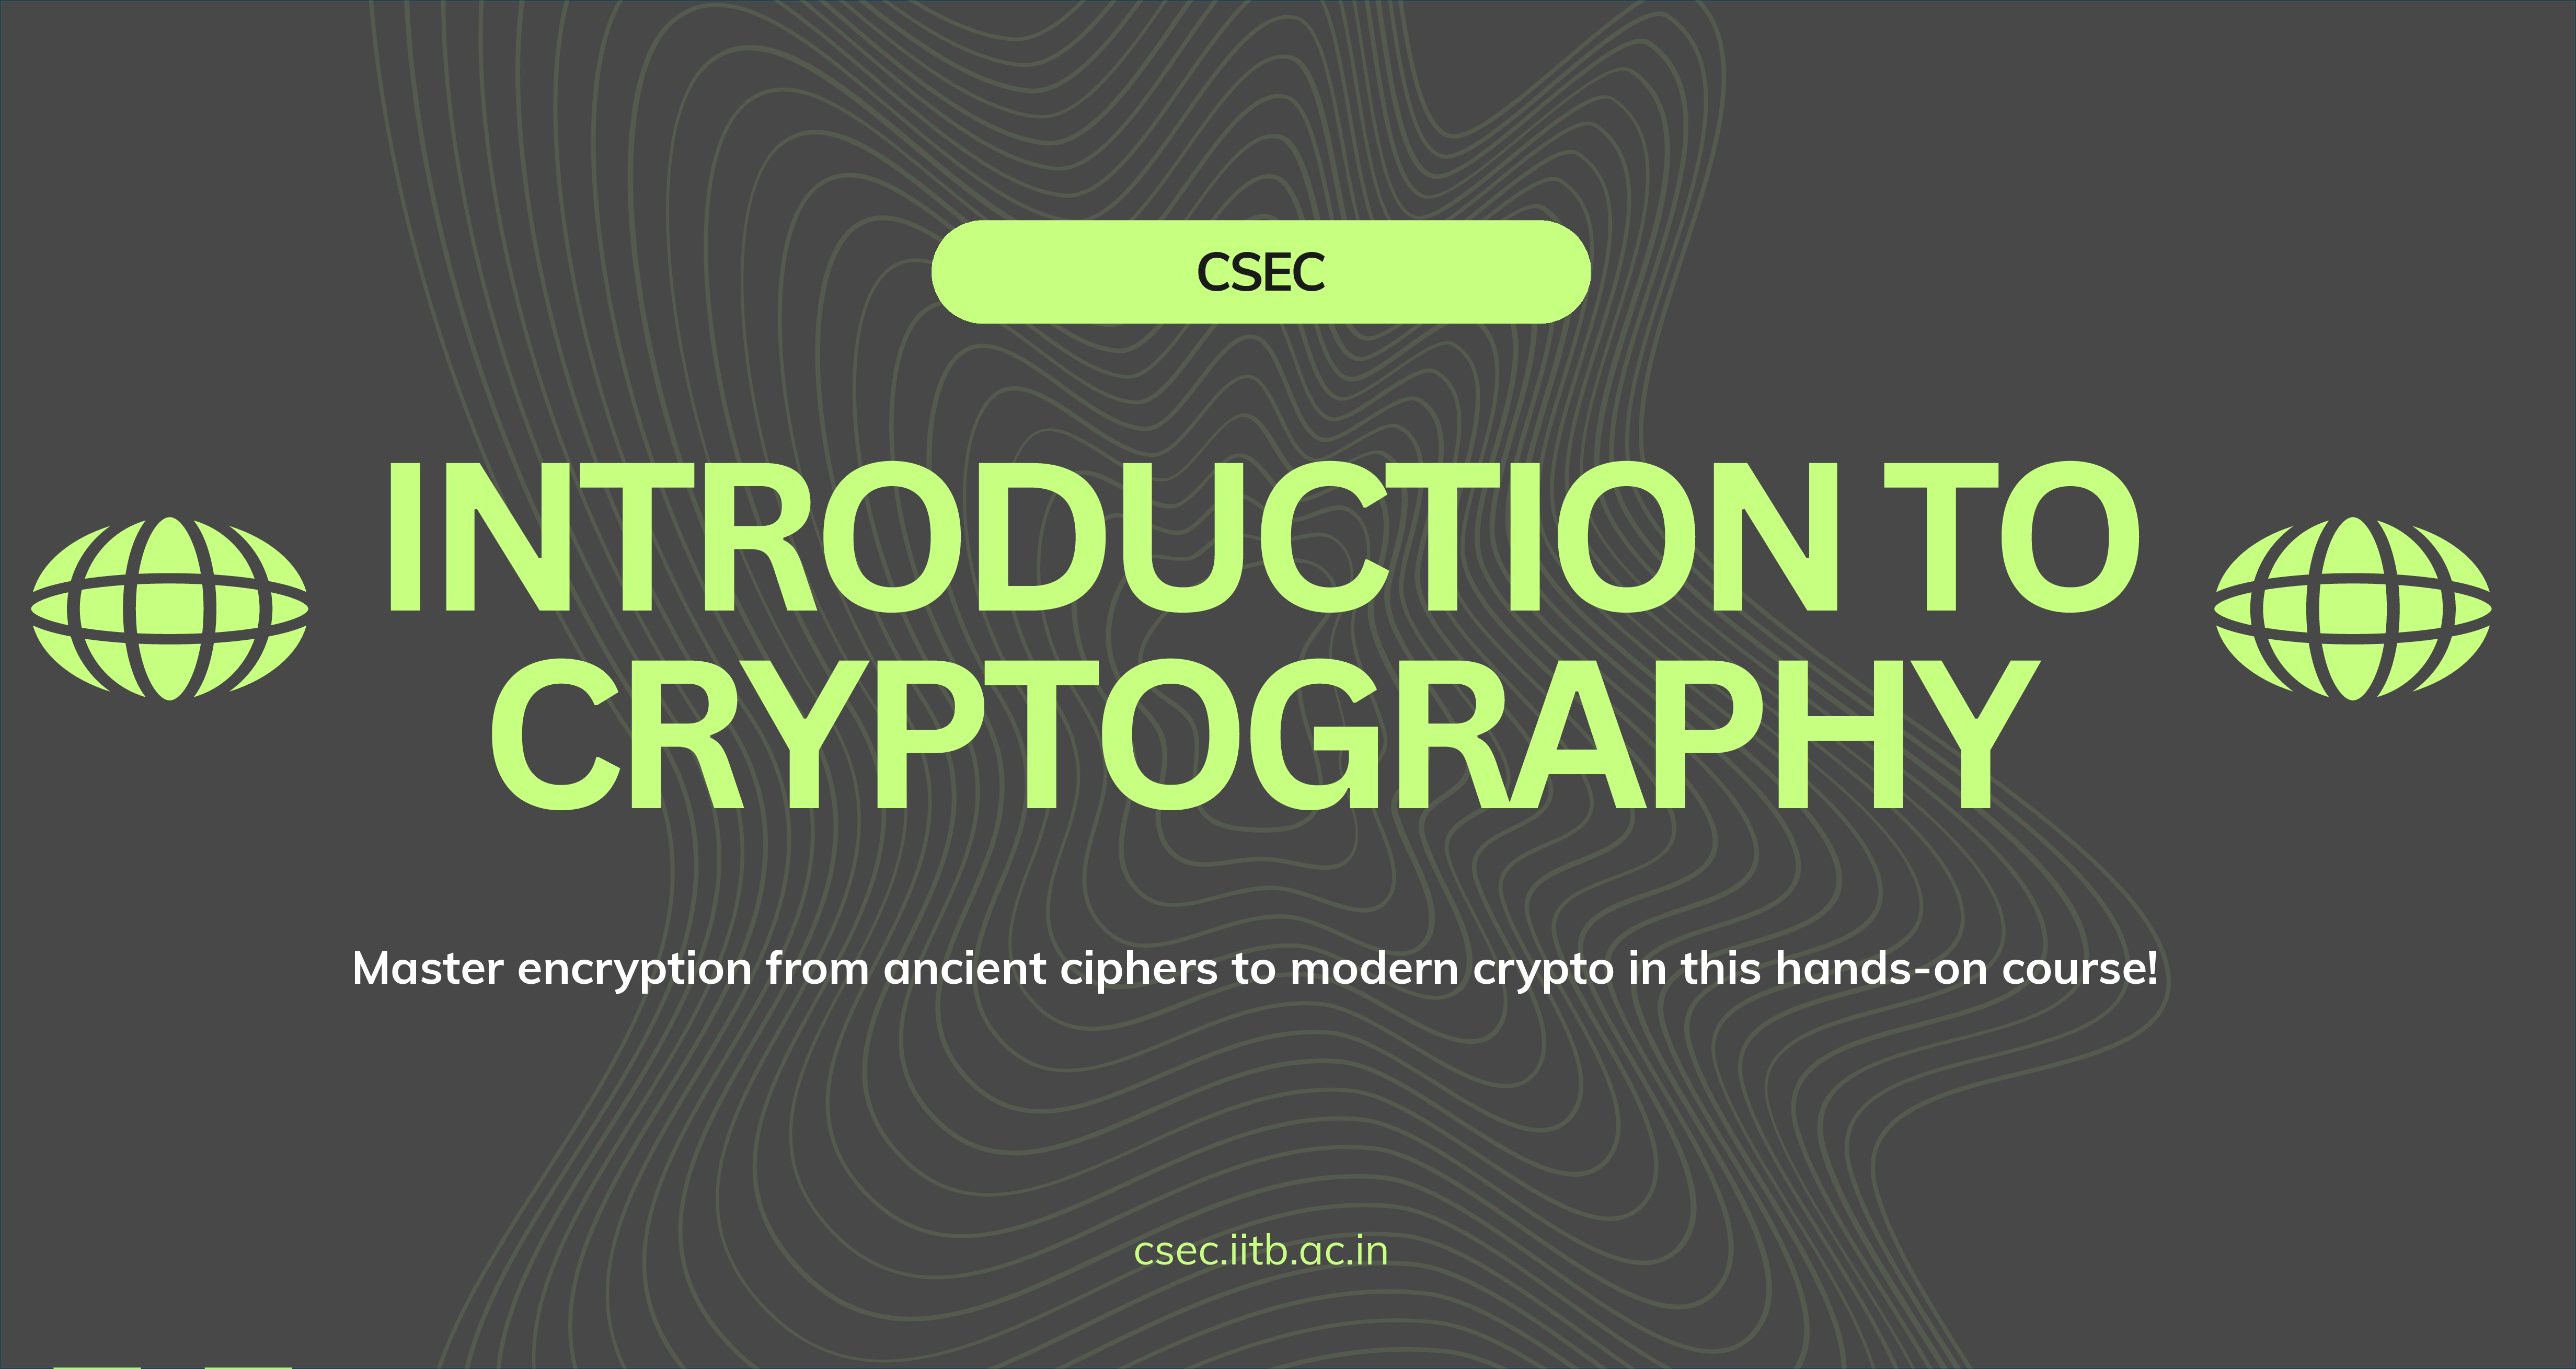 CSEC
INTRODUCTION TO
CRYPTOGRAPHY
Master encryption from ancient ciphers to modern crypto in this hands-on course!
csec.iitb.ac.in